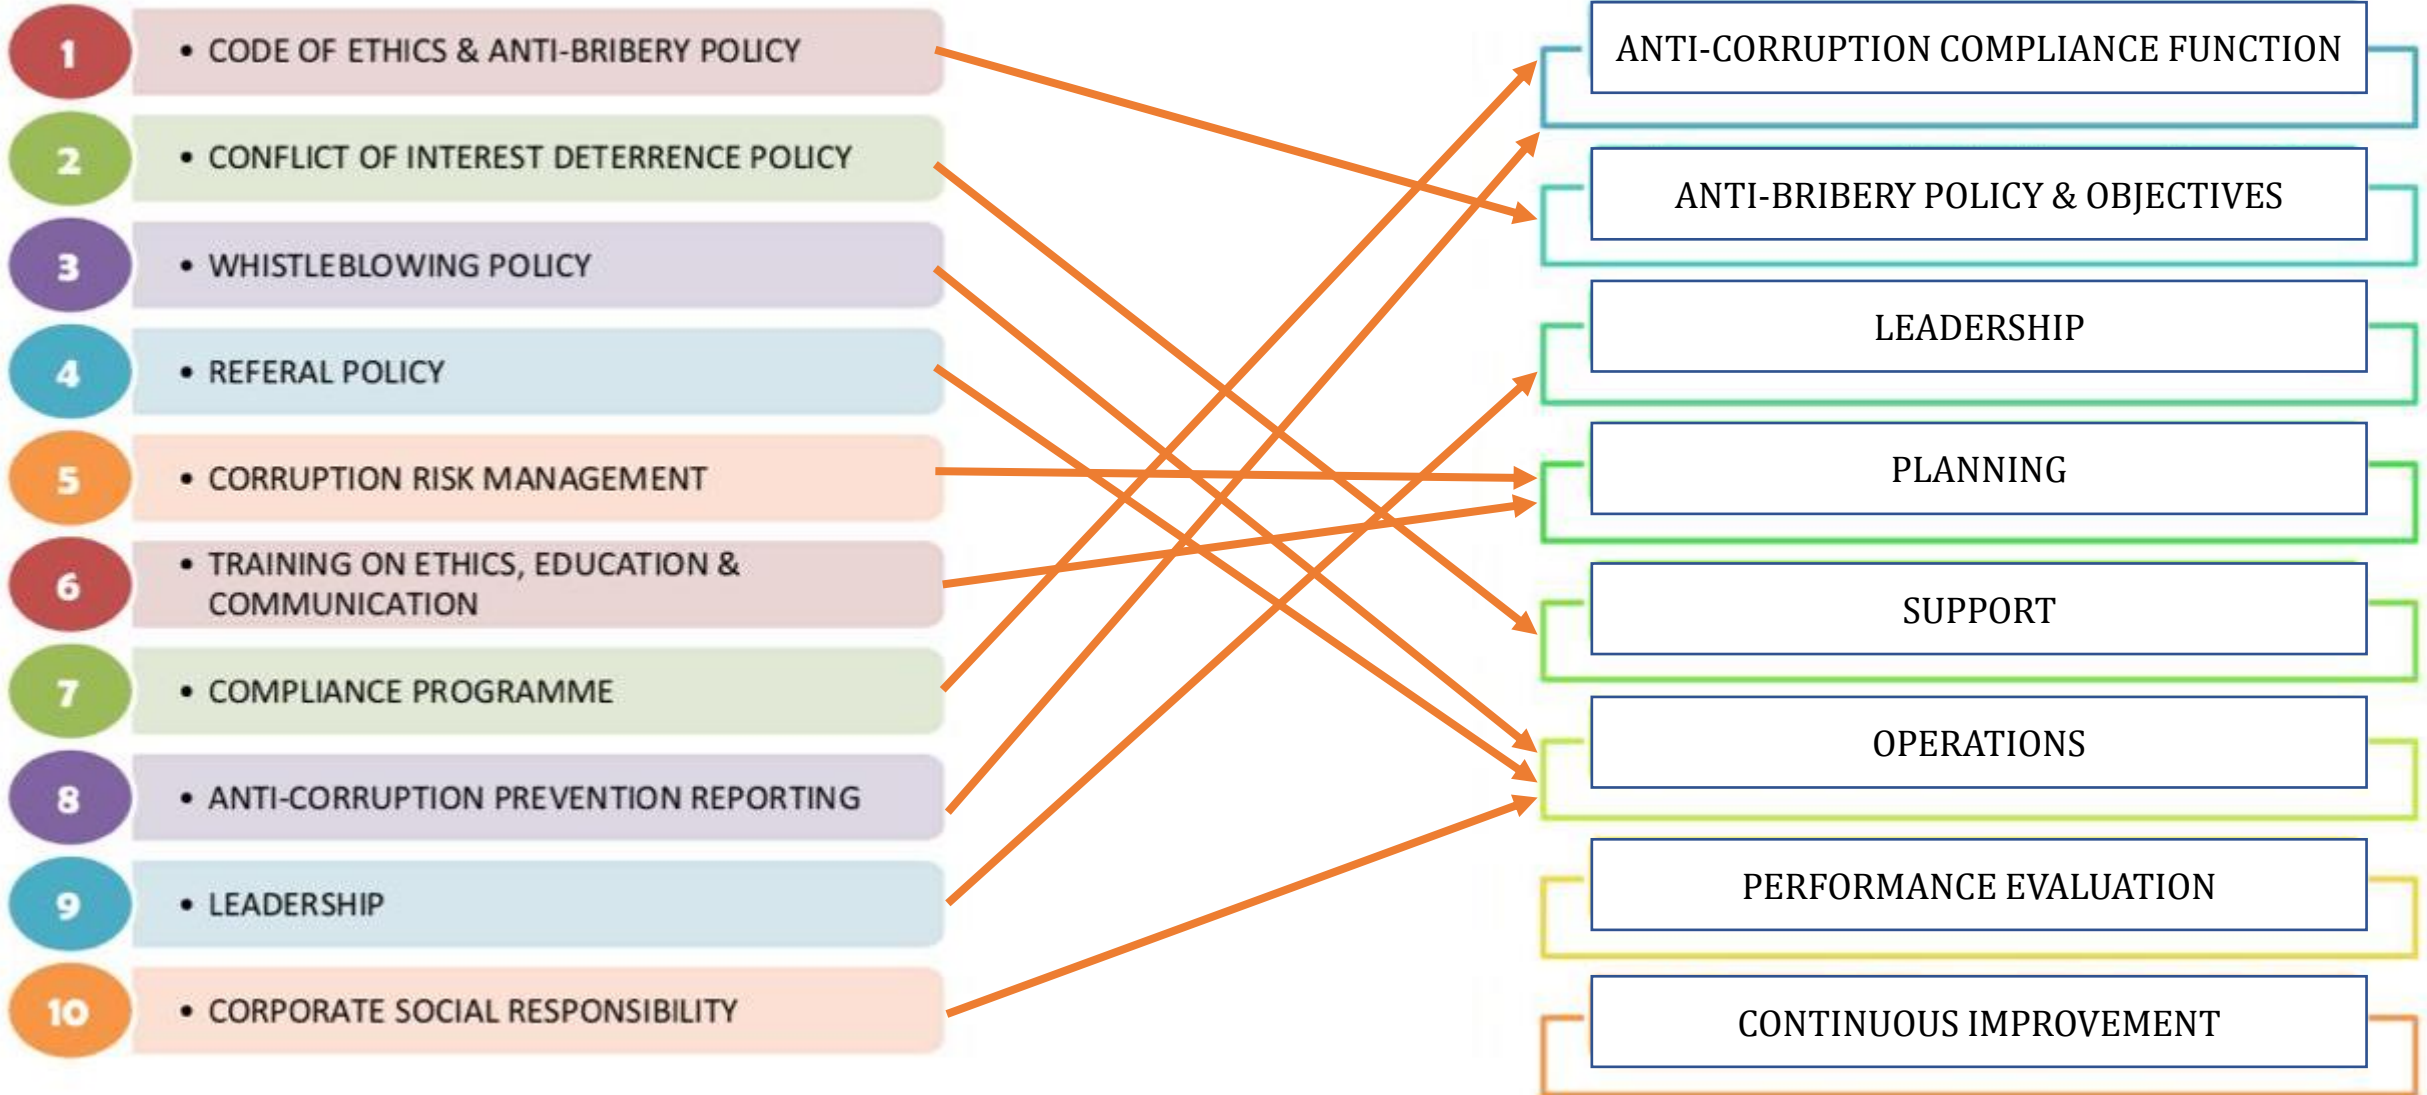 1
• CODE OF ETHICS & ANTI-BRIBERY POLICY
2
• CONFLICT OF INTEREST DETERRENCE POLICY
3
• WHISTLEBLOWING POLICY
4
• REFERAL POLICY
5
• CORRUPTION RISK MANAGEMENT
6
• TRAINING ON ETHICS, EDUCATION &
COMMUNICATION
7
• COMPLIANCE PROGRAMME
8
• ANTI-CORRUPTION PREVENTION REPORTING
9
• LEADERSHIP
10
• CORPORATE SOCIAL RESPONSIBILITY
ANTI-CORRUPTION COMPLIANCE FUNCTION
ANTI-BRIBERY POLICY & OBJECTIVES
LEADERSHIP
PLANNING
SUPPORT
OPERATIONS
PERFORMANCE EVALUATION
CONTINUOUS IMPROVEMENT